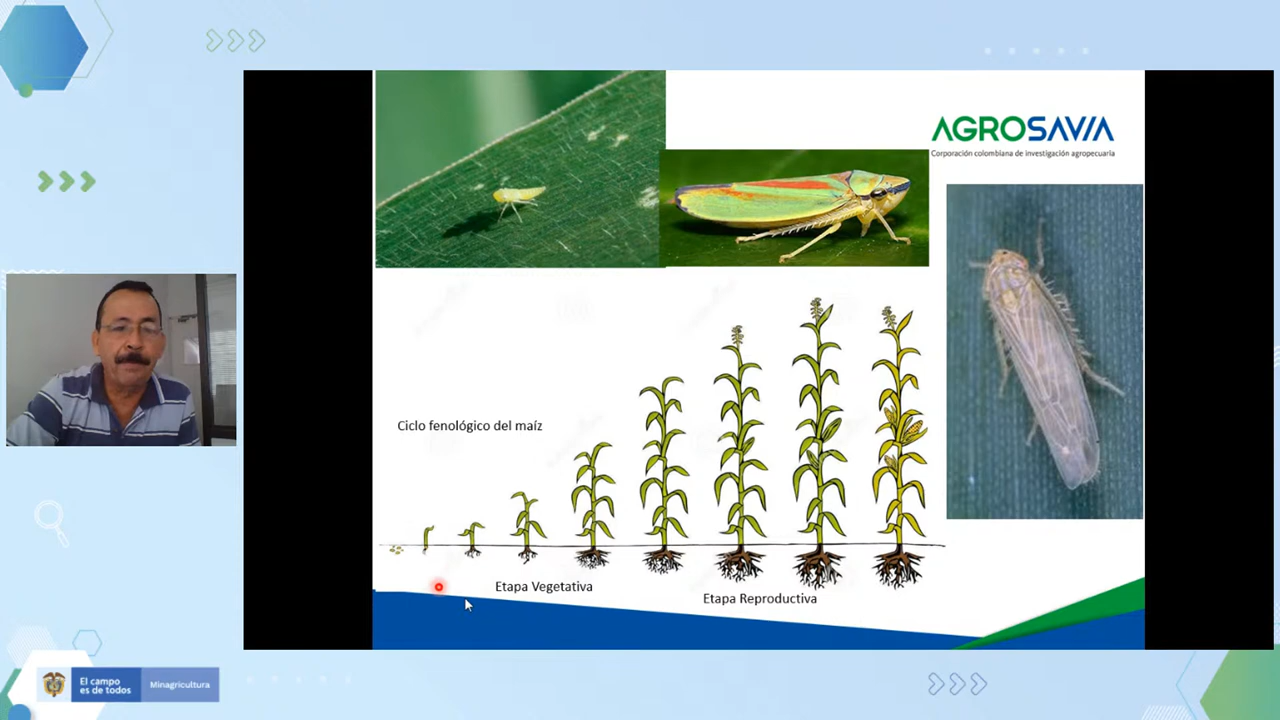 AGROSAVIA
Corporación colombiana de investigación agropecuaria
Ciclo fenológico del maíz
Etapa Vegetativa
Etapa Reproductiva
El campo
es de todos
Minagricultura